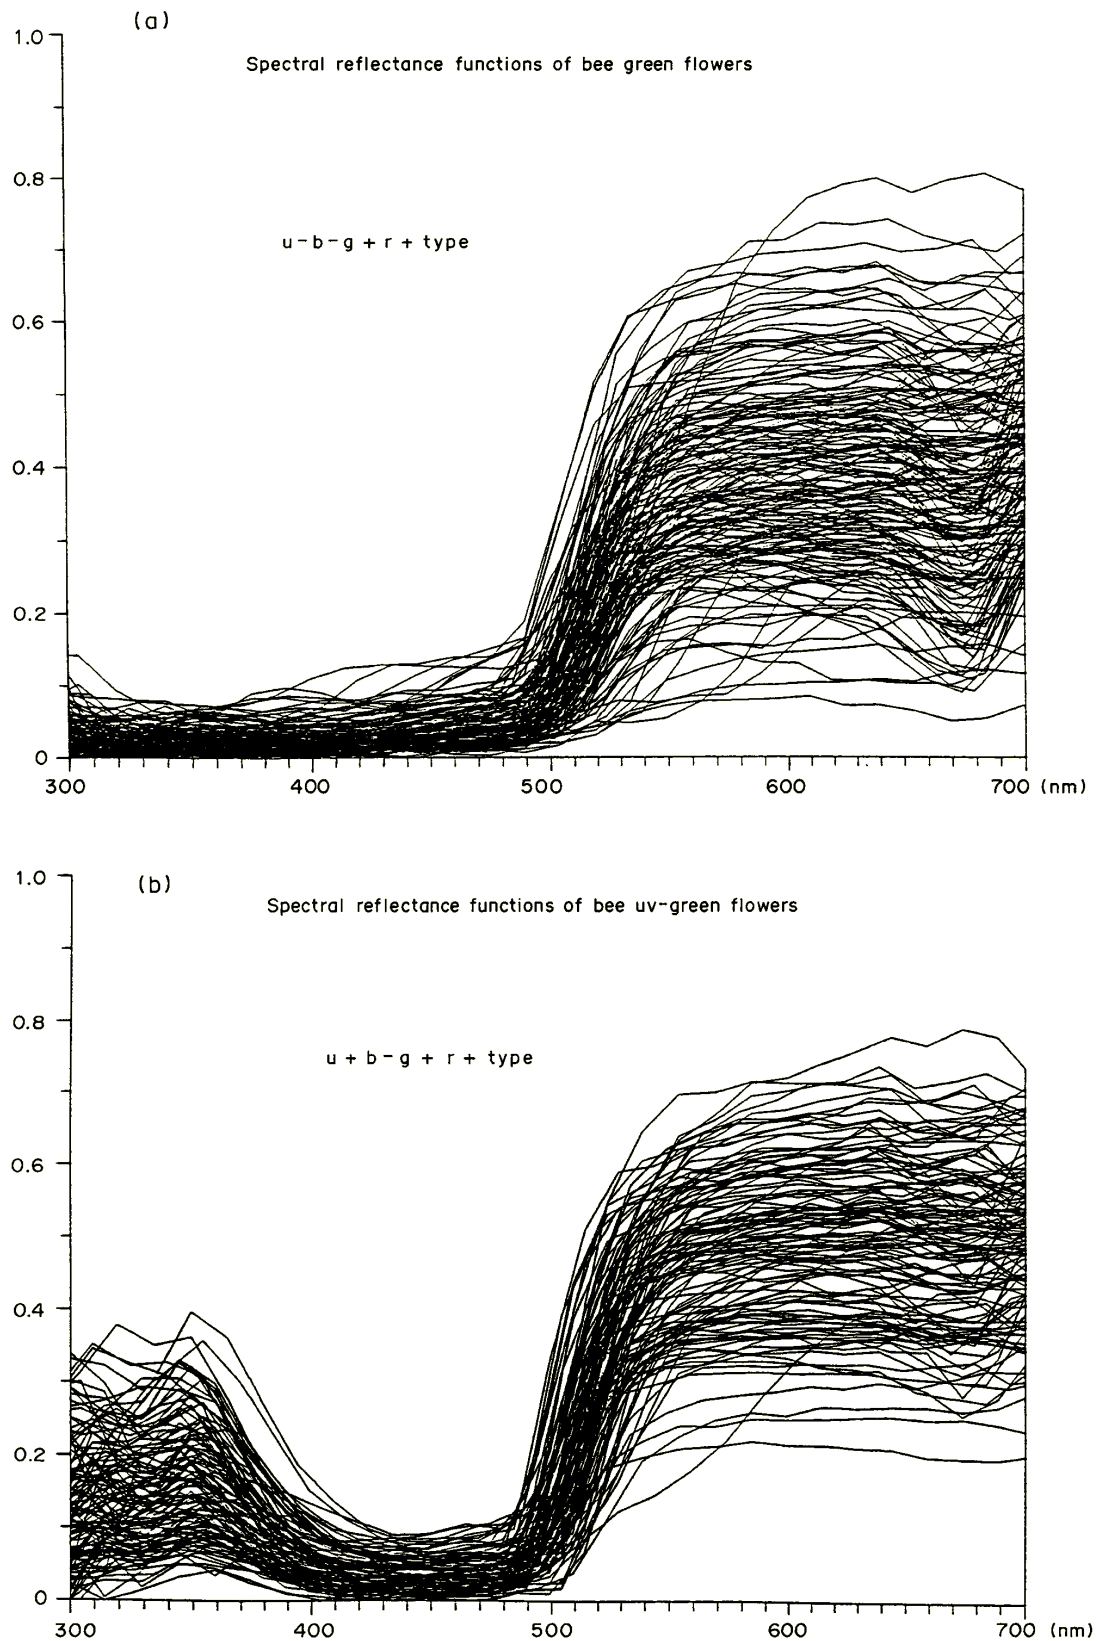 (a)
1.0
Spectral reflectance functions of bee green flowers
0.8
u-b-g + r + type
0.6
0.4
0.2
0
300 400 500 600 700 (nm)
(b)
1.0
Spectral reflectance functions of bee uv-green flowers
0.8
u + b - g + r + type
0.6
0.4
0.2
0
300 400 500 600 700 (nm)